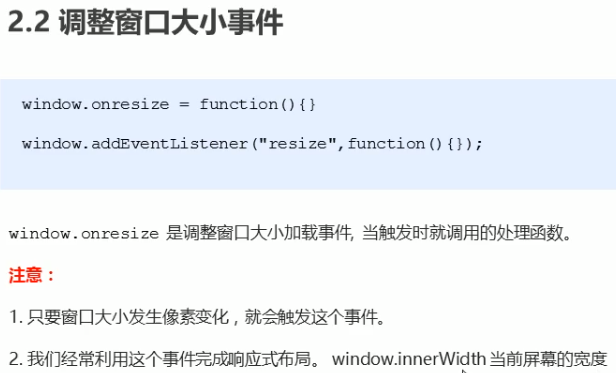 2.2 调整窗口大小事件
window.onresize = function(){}
window.addEventListener("resize",function(){});
window.onresize 是调整窗口大小加载事件, 当触发时就调用的处理函数。
注意：
1. 只要窗口大小发生像素变化，就会触发这个事件。
2. 我们经常利用这个事件完成响应式布局。 window.innerWidth 当前屏幕的宽度